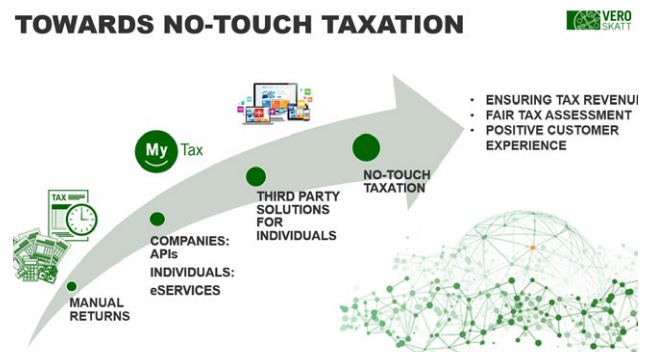 TOWARDS NO-TOUCH TAXATION
VERO
SKATT
• ENSURING TAX REVENU
• FAIR TAX ASSESSMENT
• POSITIVE CUSTOMER
EXPERIENCE
My Tax
NO-TOUCH
TAXATION
TAX
THIRD PARTY
SOLUTIONS
FOR
INDIVIDUALS
COMPANIES:
APIs
INDIVIDUALS:
eSERVICES
MANUAL
RETURNS